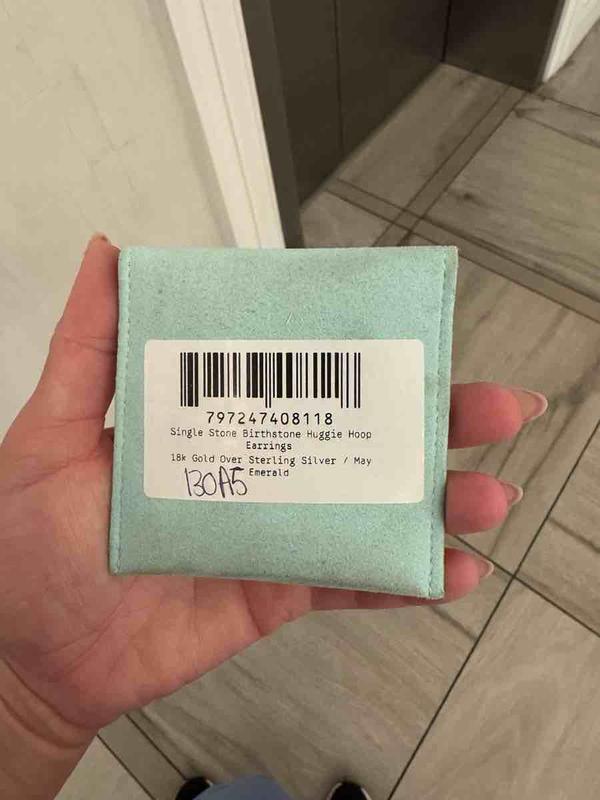 797247408118
Single Stone Birthstone Huggie Hoop
Earrings
18k Gold Over Sterling Silver / May
Emerald
130A5